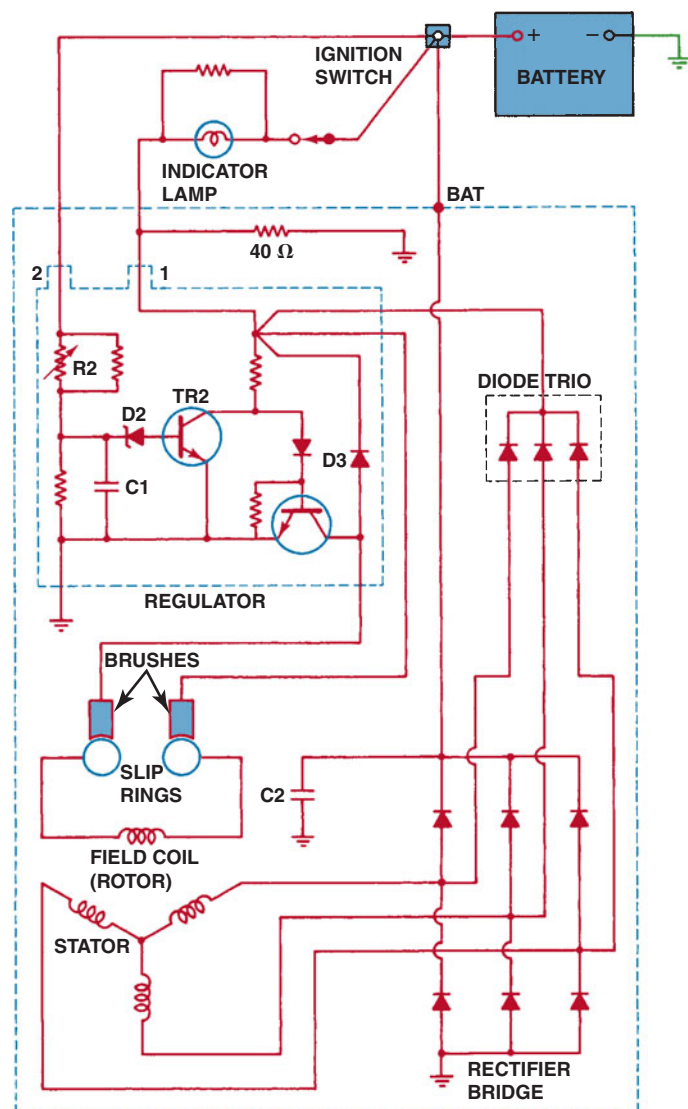 IGNITION
SWITCH
+
−
BATTERY
INDICATOR
LAMP
BAT
40 Ω
2
1
R2
D2
TR2
C1
D3
DIODE TRIO
REGULATOR
BRUSHES
SLIP
RINGS
C2
FIELD COIL
(ROTOR)
STATOR
RECTIFIER
BRIDGE